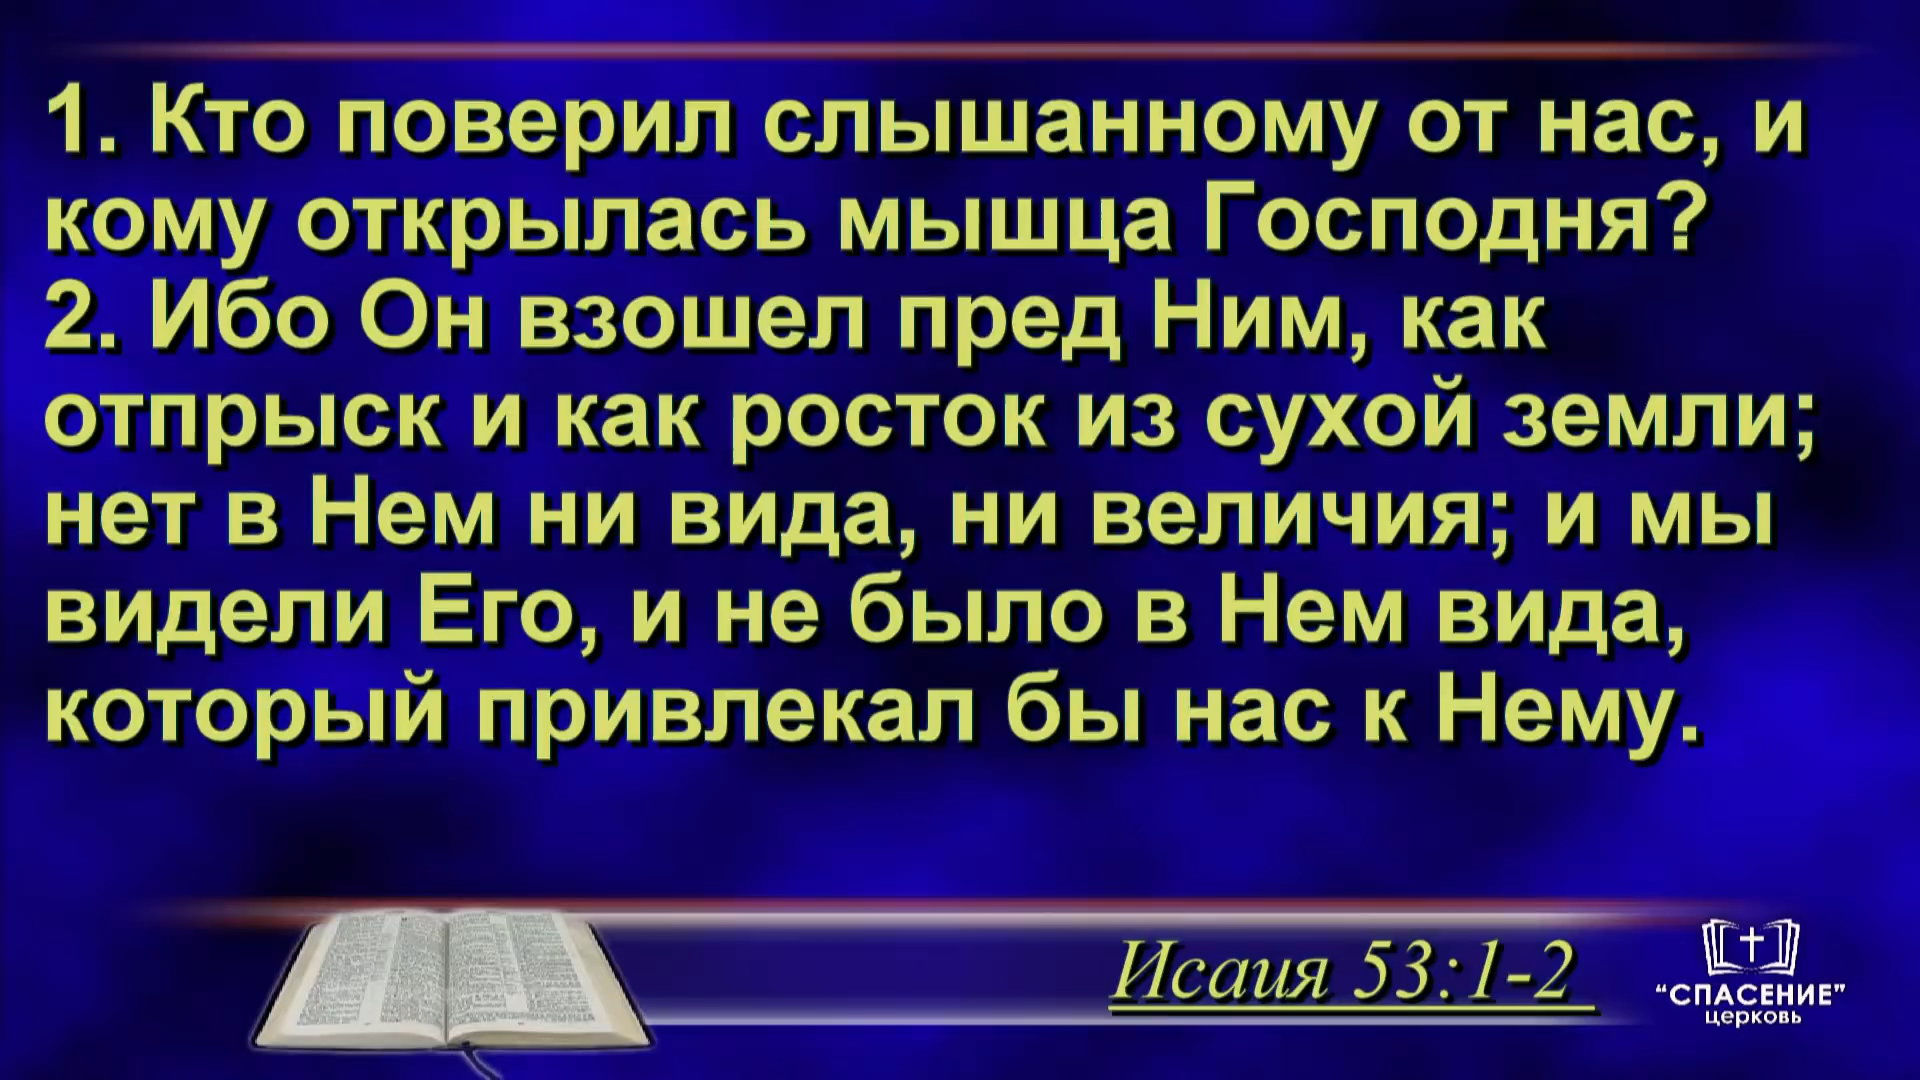 1. Кто поверил слышанному от нас, и
кому открылась мышца Господня?
2. Ибо Он взошел пред Ним, как
отпрыск и как росток из сухой земли;
нет в Нем ни вида, ни величия; и мы
видели Его, и не было в Нем вида,
который привлекал бы нас к Нему.
Исаия 53:1-2
“СПАСЕНИЕ”
церковь